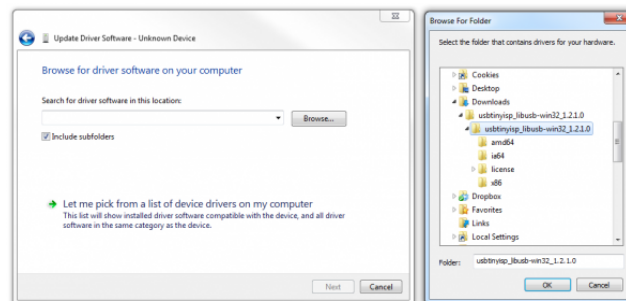 Update Driver Software - Unknown Device
Browse for driver software on your computer
Search for driver software in this location:
Browse...
Include subfolders
Let me pick from a list of device drivers on my computer
This list will show installed driver software compatible with the device, and all driver
software in the same category as the device.
Next
Cancel
Browse For Folder
Select the folder that contains drivers for your hardware.
Cookies
Desktop
Downloads
usbtinyisp_libusb-win32_1.2.1.0
usbtinyisp_libusb-win32_1.2.1.0
amd64
ia64
license
x86
Dropbox
Favorites
Links
Local Settings
Folder:
usbtinyisp_libusb-win32_1.2.1.0
OK
Cancel